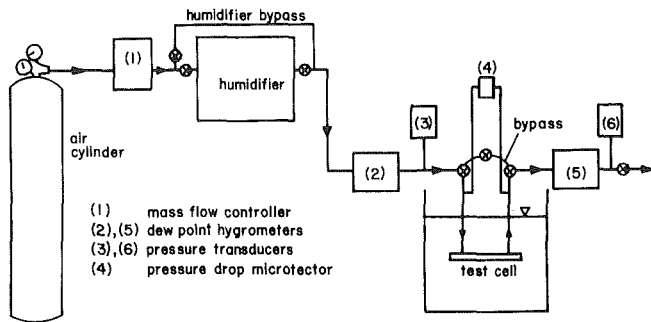 humidifier bypass
(1)
humidifier
(4)
(3)
(6)
bypass
air
cylinder
(2)
(5)
test cell
(1) mass flow controller
(2),(5) dew point hygrometers
(3),(6) pressure transducers
(4) pressure drop microtector